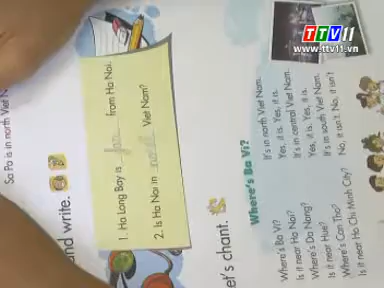 TTV11
www.ttv11.vn
Sa Pa is in north Viet N
nd write.
1. Ha Long Bay is far from Ha Noi.
2. Is Ha Noi in north Viet Nam?
et's chant.
Where's Ba Vi?
Where's Ba Vi? It's in north Viet Nam.
Is it near Ha Noi? Yes, it is. Yes, it is.
Where's Da Nang? It's in central Viet Nam.
Is it near Hue? Yes, it is. Yes, it is.
Where's Can Tho? It's in south Viet Nam.
Is it near Ho Chi Minh City? No, it isn't. No, it isn't.